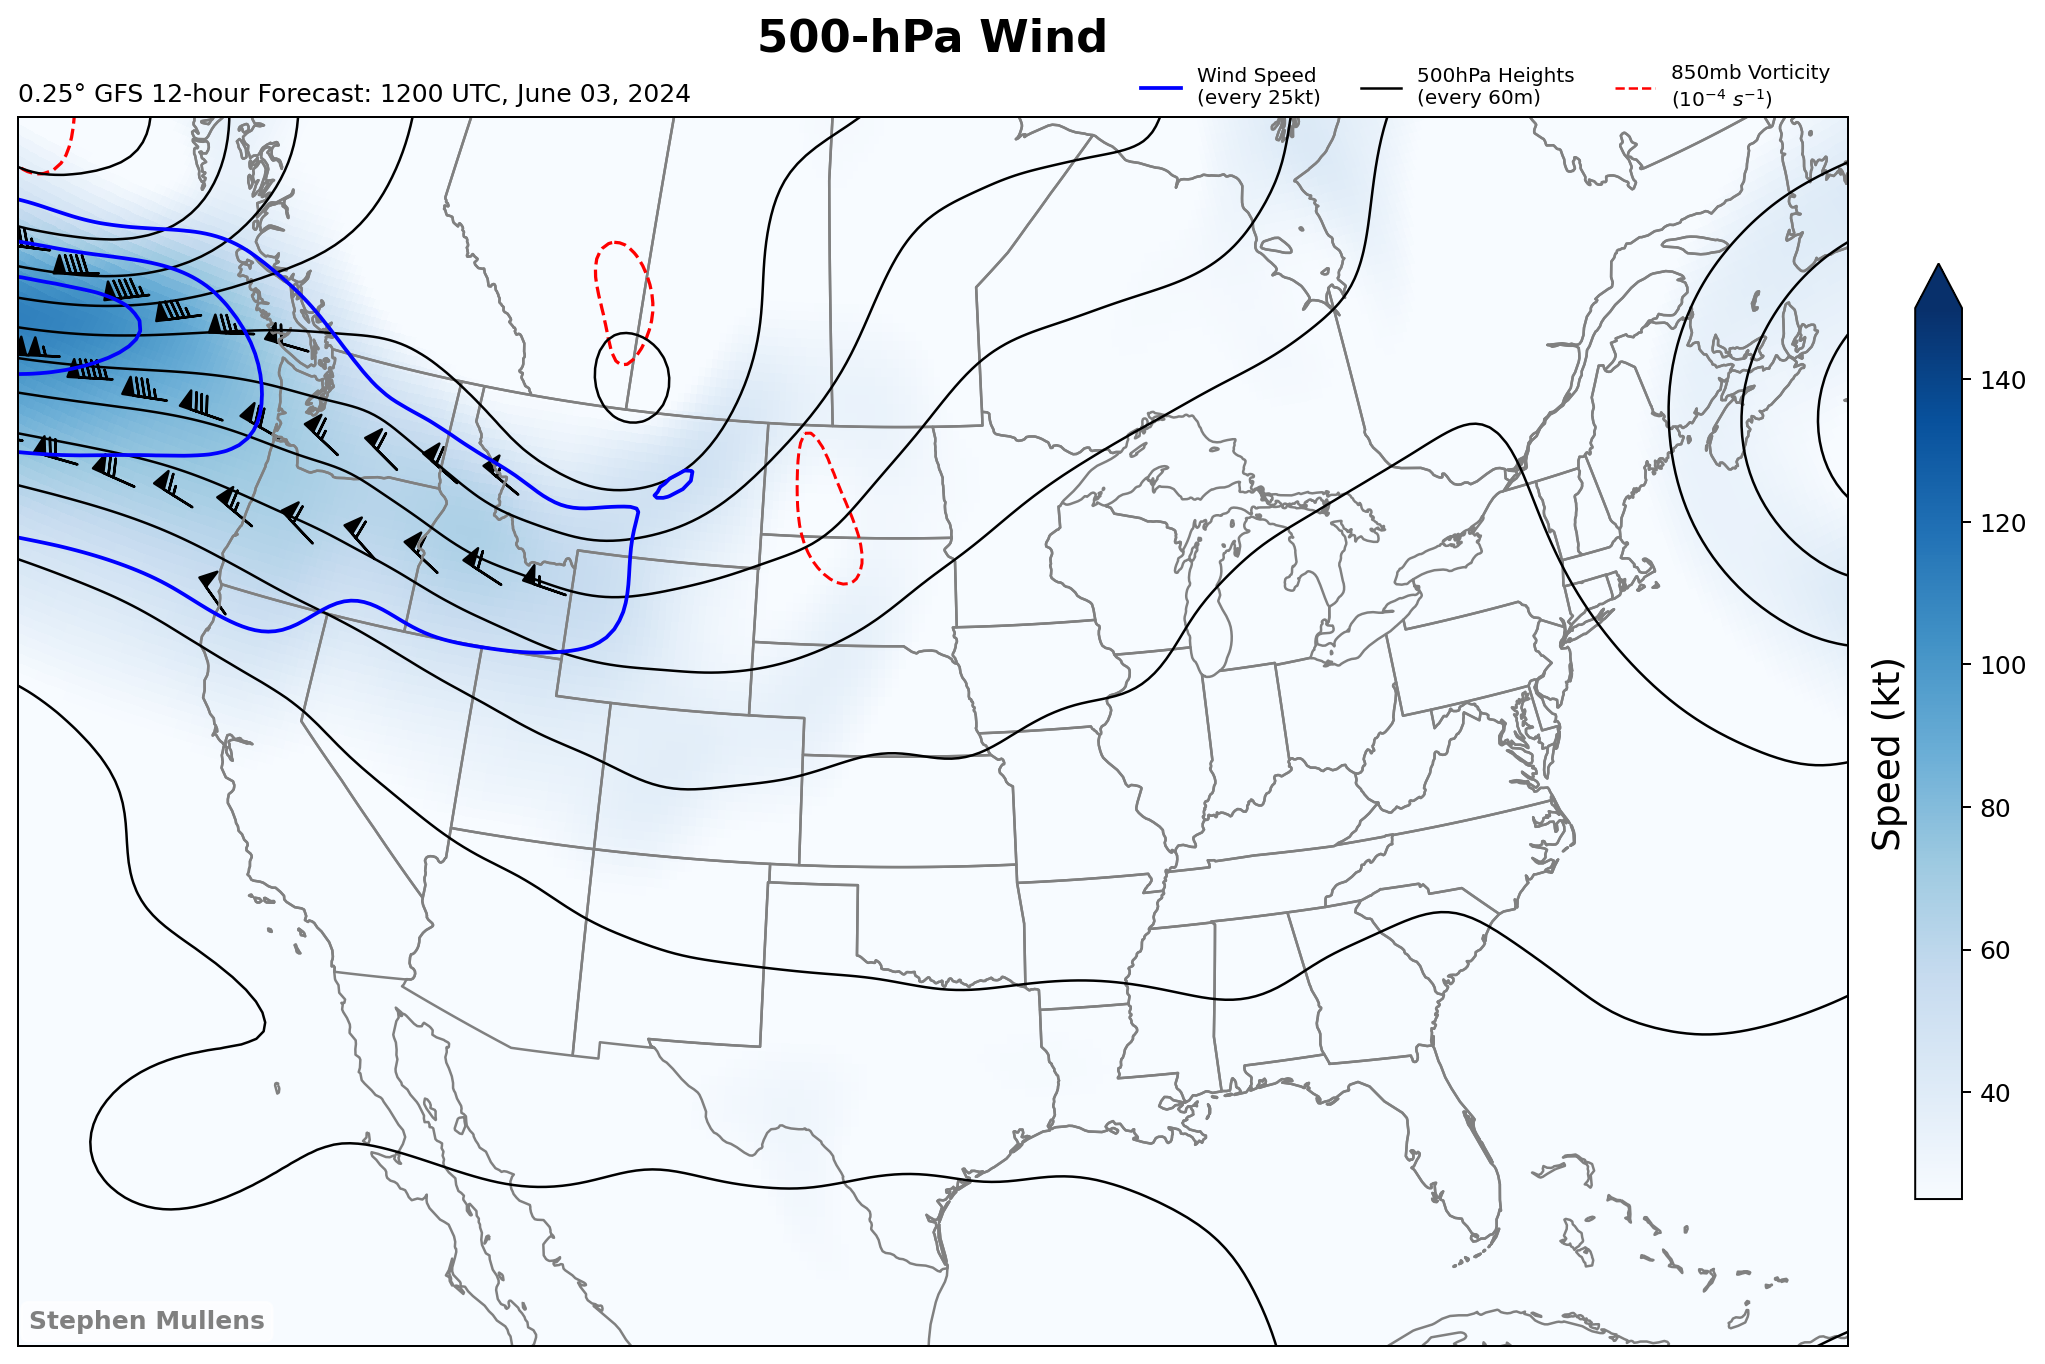 500-hPa Wind
0.25° GFS 12-hour Forecast: 1200 UTC, June 03, 2024
Wind Speed
(every 25kt)
500hPa Heights
(every 60m)
850mb Vorticity
(10⁻⁴ s⁻¹)
140
120
100
80
60
40
Speed (kt)
Stephen Mullens